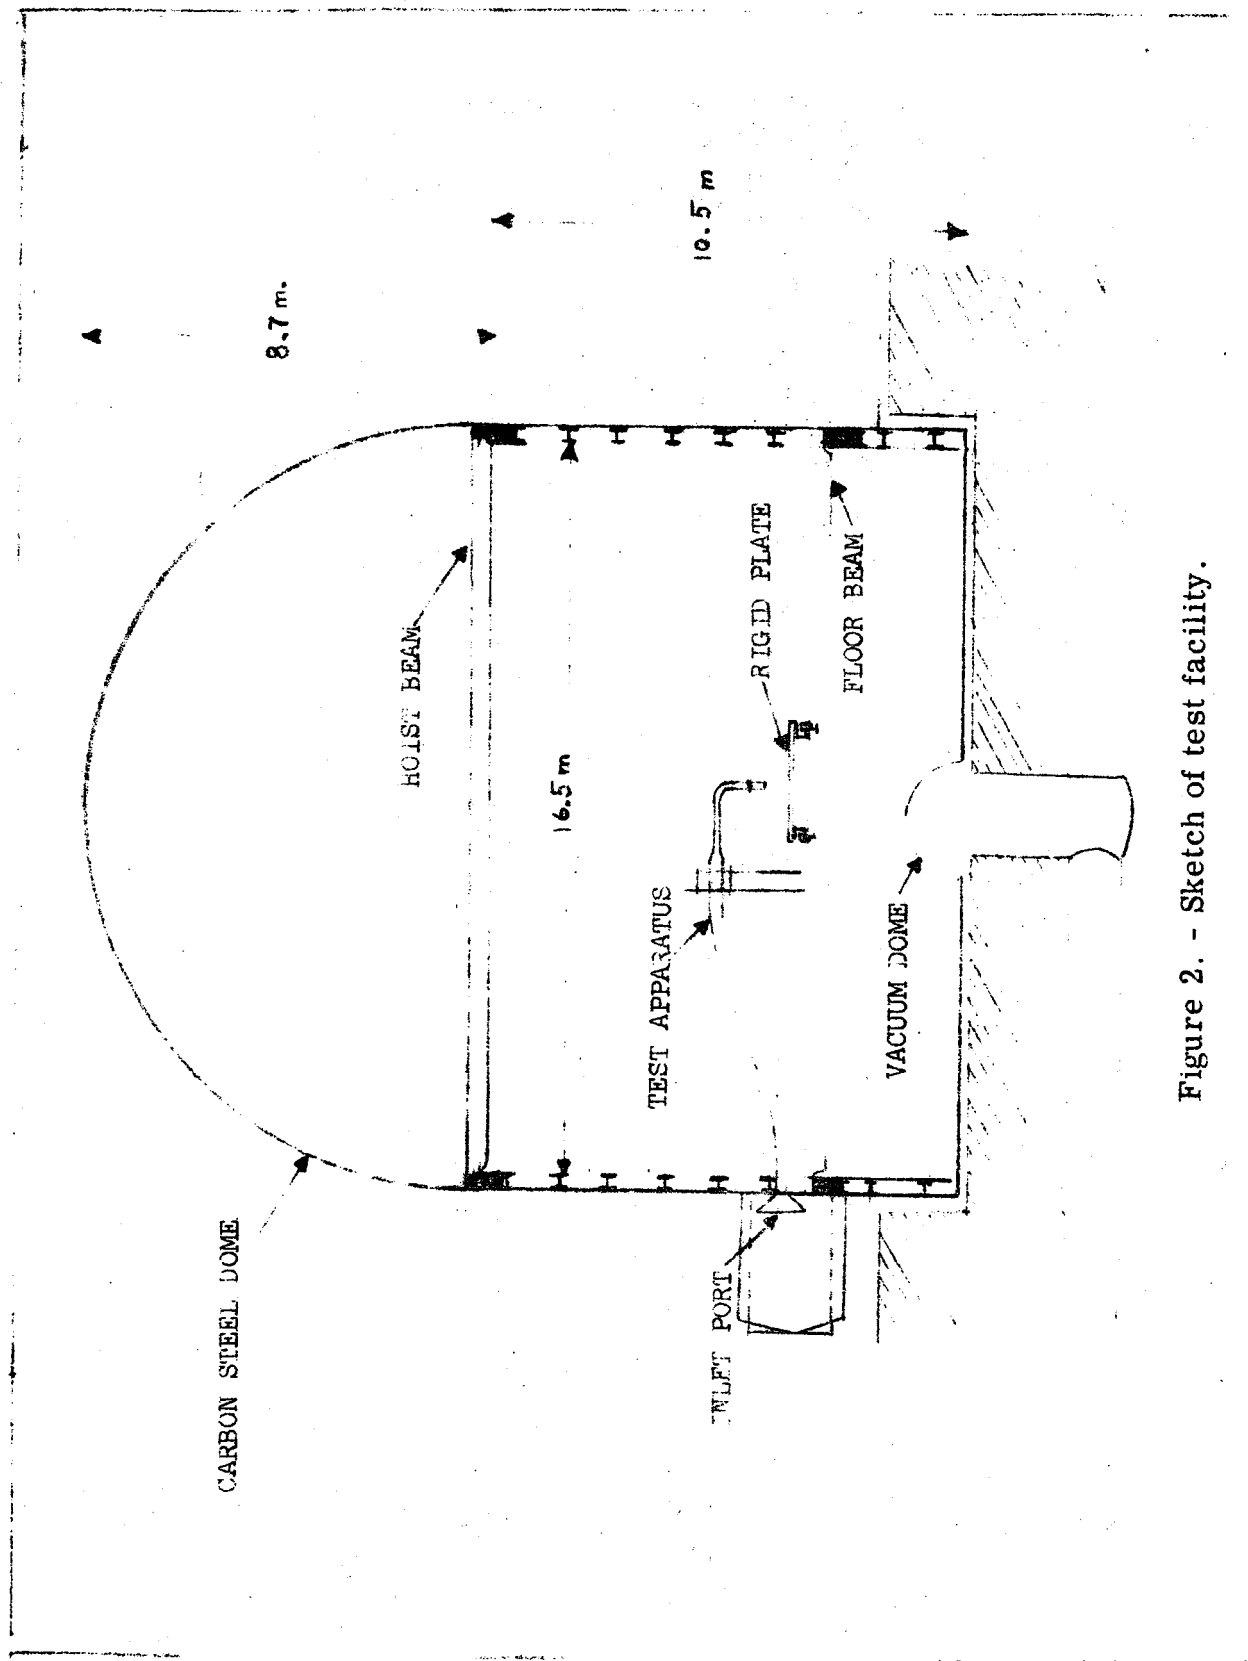 8.7 m.
10.5 m
HOIST BEAM
16.5 m
RIGID PLATE
FLOOR BEAM
TEST APPARATUS
VACUUM DOME
CARBON STEEL DOME
INLET PORT
Figure 2. - Sketch of test facility.